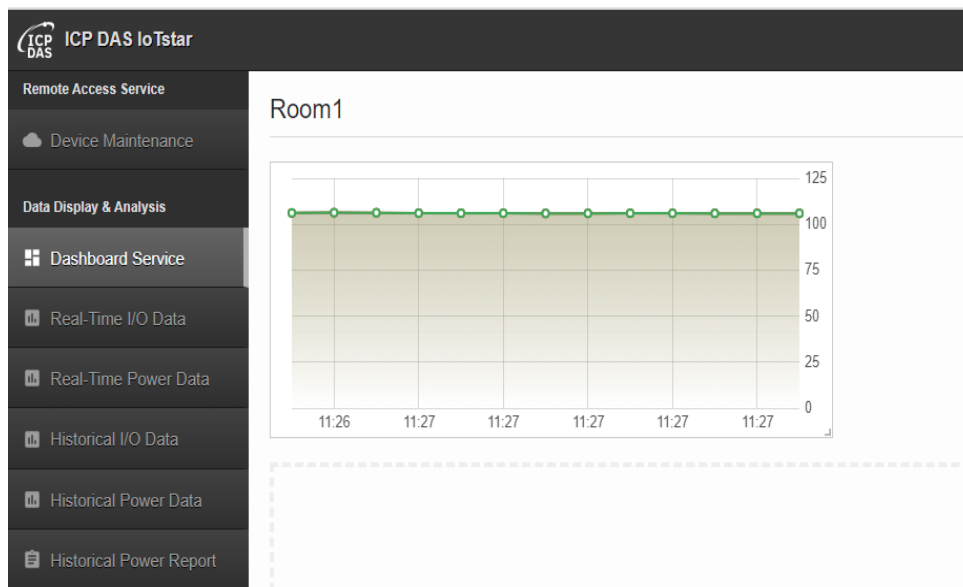 ICP DAS
ICP DAS IoTstar
Remote Access Service
Device Maintenance
Data Display & Analysis
Dashboard Service
Real-Time I/O Data
Real-Time Power Data
Historical I/O Data
Historical Power Data
Historical Power Report
Room1
125
100
75
50
25
0
11:26 11:27 11:27 11:27 11:27 11:27